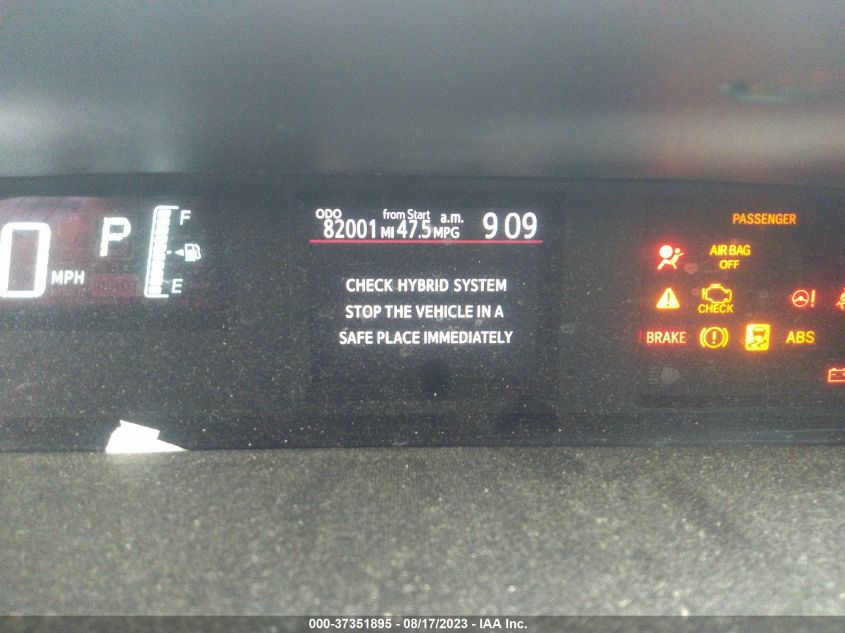 0 MPH
P
F
E
ODO from Start a.m.
82001 MI 47.5 MPG 9 09
CHECK HYBRID SYSTEM
STOP THE VEHICLE IN A
SAFE PLACE IMMEDIATELY
PASSENGER
AIR BAG
OFF
CHECK
BRAKE ABS
000-37351895 - 08/17/2023 - IAA Inc.